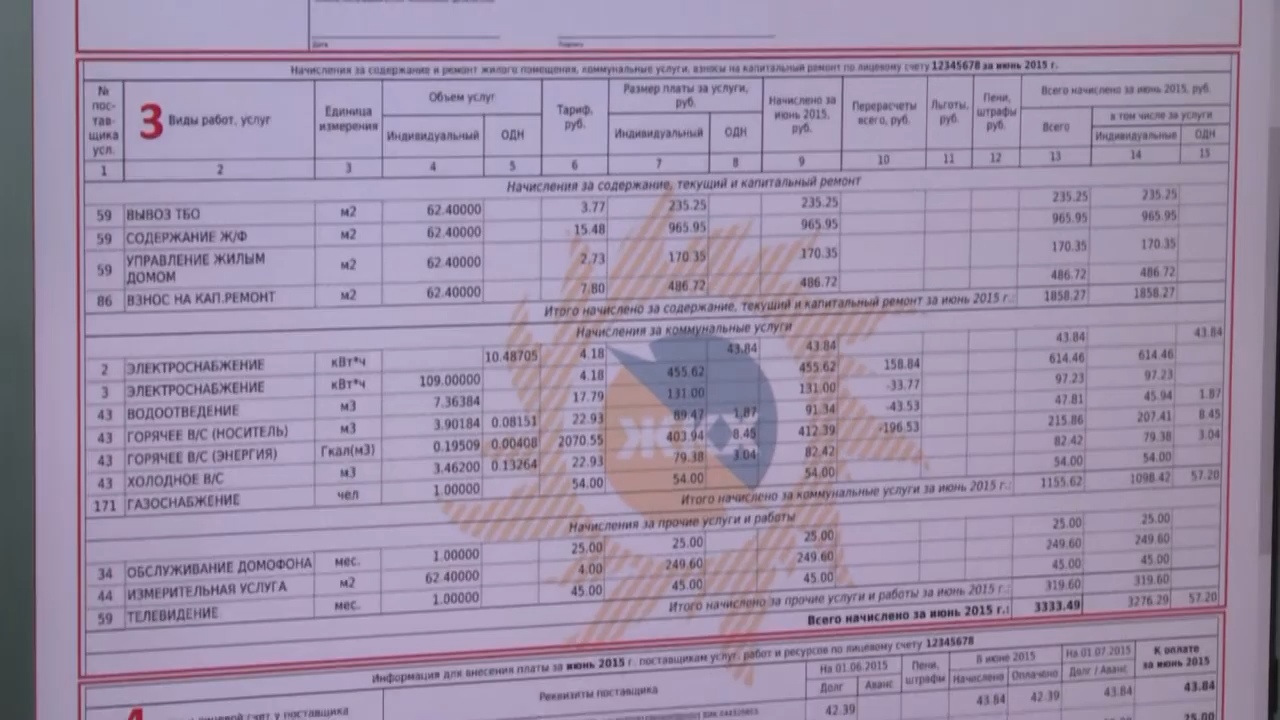 Дата
Подпись
Начисления за содержание и ремонт жилого помещения, коммунальные услуги, взносы на капитальный ремонт по лицевому счету 12345678 за июнь 2015 г.
№ пос-тав-щика усл. 3 Виды работ, услуг Единица измерения Объем услуг Тариф, руб. Размер платы за услуги, руб. Начислено за июнь 2015, руб. Перерасчеты всего, руб. Льготы, руб. Пени, штрафы руб. Всего начислено за июнь 2015, руб.
Индивидуальный ОДН Индивидуальный ОДН Всего в том числе за услуги
Индивидуальные ОДН
1 2 3 4 5 6 7 8 9 10 11 12 13 14 15
Начисления за содержание, текущий и капитальный ремонт
59 ВЫВОЗ ТБО м2 62.40000 3.77 235.25 235.25 235.25 235.25
59 СОДЕРЖАНИЕ Ж/Ф м2 62.40000 15.48 965.95 965.95 965.95 965.95
59 УПРАВЛЕНИЕ ЖИЛЫМ ДОМОМ м2 62.40000 2.73 170.35 170.35 170.35 170.35
86 ВЗНОС НА КАП.РЕМОНТ м2 62.40000 7.80 486.72 486.72 486.72 486.72
Итого начислено за содержание, текущий и капитальный ремонт за июнь 2015 г.: 1858.27 1858.27
Начисления за коммунальные услуги
2 ЭЛЕКТРОСНАБЖЕНИЕ кВт*ч 10.48705 4.18 43.84 43.84 43.84 43.84
3 ЭЛЕКТРОСНАБЖЕНИЕ кВт*ч 109.00000 4.18 455.62 455.62 158.84 614.46 614.46
43 ВОДООТВЕДЕНИЕ м3 7.36384 17.79 131.00 131.00 -33.77 97.23 97.23
43 ГОРЯЧЕЕ В/С (НОСИТЕЛЬ) м3 3.90184 0.08151 22.93 89.47 1.87 91.34 -43.53 47.81 45.94 1.87
43 ГОРЯЧЕЕ В/С (ЭНЕРГИЯ) Гкал(м3) 0.19509 0.00408 2070.55 403.94 8.45 412.39 -196.53 215.86 207.41 8.45
43 ХОЛОДНОЕ В/С м3 3.46200 0.13264 22.93 79.38 3.04 82.42 82.42 79.38 3.04
171 ГАЗОСНАБЖЕНИЕ чел 1.00000 54.00 54.00 54.00 54.00 54.00
Итого начислено за коммунальные услуги за июнь 2015 г.: 1155.62 1098.42 57.20
Начисления за прочие услуги и работы
34 ОБСЛУЖИВАНИЕ ДОМОФОНА мес. 1.00000 25.00 25.00 25.00 25.00 25.00
44 ИЗМЕРИТЕЛЬНАЯ УСЛУГА м2 62.40000 4.00 249.60 249.60 249.60 249.60
59 ТЕЛЕВИДЕНИЕ мес. 1.00000 45.00 45.00 45.00 45.00 45.00
Итого начислено за прочие услуги и работы за июнь 2015 г.: 319.60 319.60
Всего начислено за июнь 2015 г.: 3333.49 3276.29 57.20
Информация для внесения платы за июнь 2015 г. поставщикам услуг, работ и ресурсов по лицевому счету 12345678
Реквизиты поставщика На 01.06.2015 Пени, штрафы В июне 2015 На 01.07.2015 К оплате за июнь 2015
Долг Аванс Начислено Оплачено Долг / Аванс
4 лицевой счет у поставщика 42.39 43.84 42.39 43.84 43.84
25.00